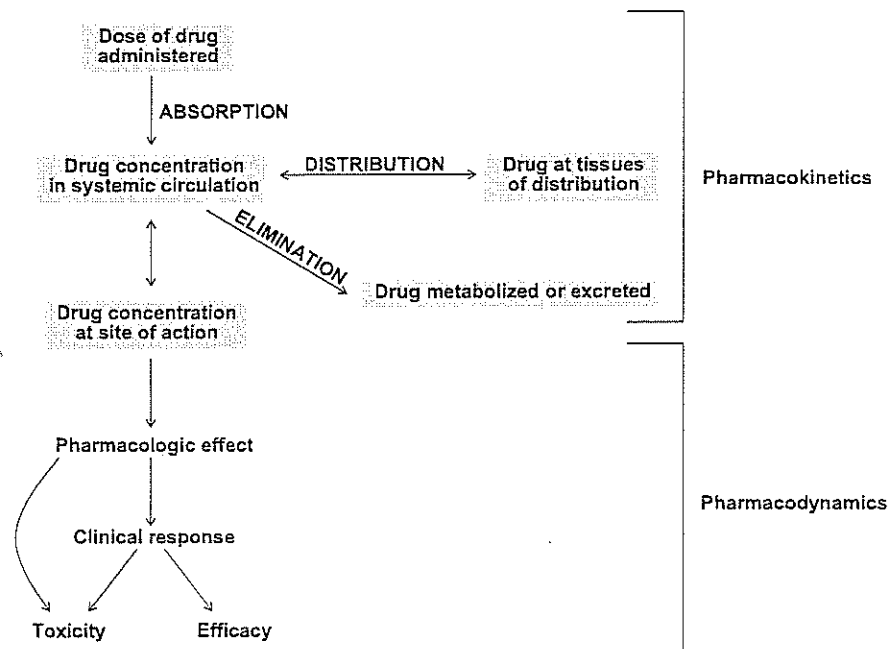 Dose of drug
administered
ABSORPTION
Drug concentration
in systemic circulation
DISTRIBUTION
Drug at tissues
of distribution
Pharmacokinetics
ELIMINATION
Drug metabolized or excreted
Drug concentration
at site of action
Pharmacologic effect
Pharmacodynamics
Clinical response
Toxicity
Efficacy